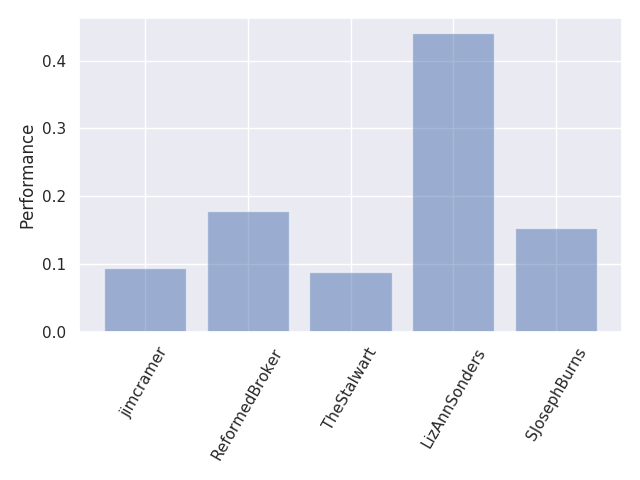 0.4
0.3
0.2
0.1
0.0
Performance
jimcramer
ReformedBroker
TheStalwart
LizAnnSonders
SJosephBurns